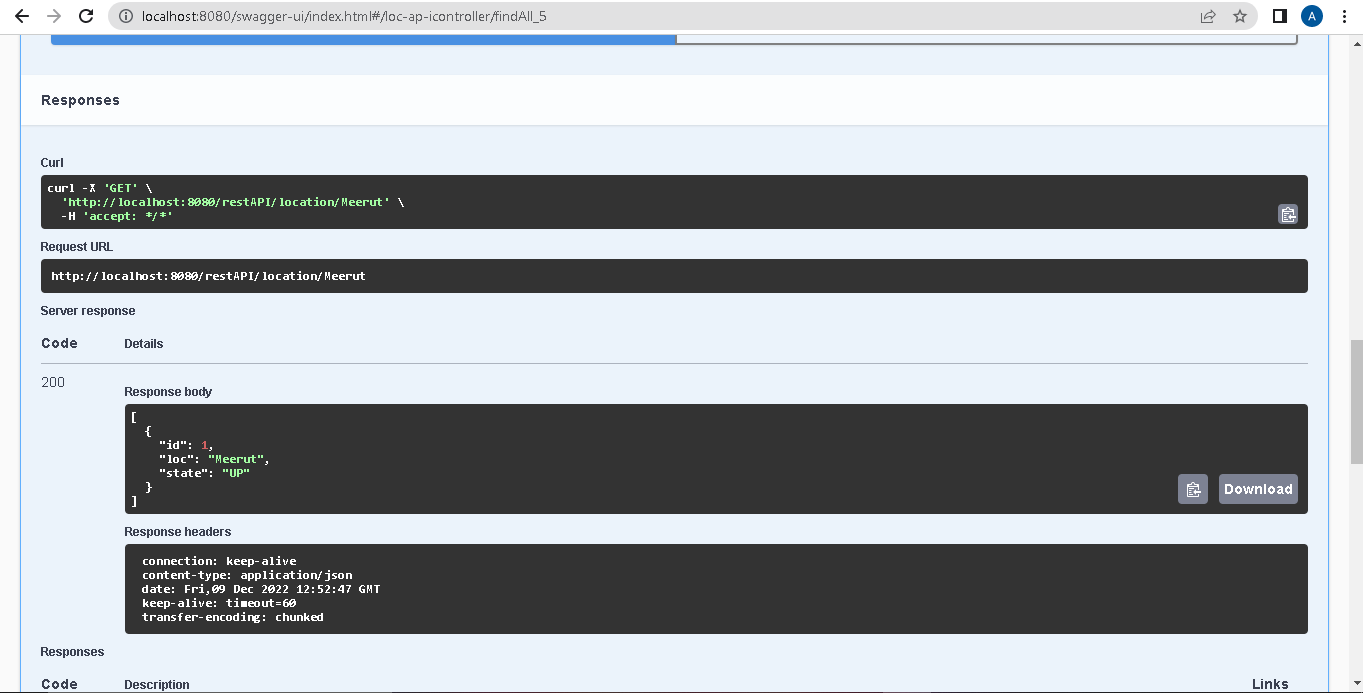 localhost:8080/swagger-ui/index.html#/loc-ap-icontroller/findAll_5
A
Responses
Curl
curl -X 'GET' \
'http://localhost:8080/restAPI/location/Meerut' \
-H 'accept: */*'
Request URL
http://localhost:8080/restAPI/location/Meerut
Server response
Code Details
200
Response body
[
{
"id": 1,
"loc": "Meerut",
"state": "UP"
}
]
Download
Response headers
connection: keep-alive
content-type: application/json
date: Fri,09 Dec 2022 12:52:47 GMT
keep-alive: timeout=60
transfer-encoding: chunked
Responses
Code Description Links